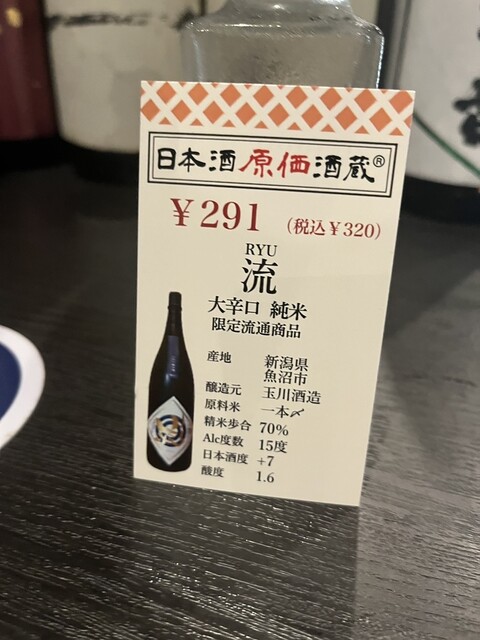 日本酒原価酒蔵®
￥291 (税込￥320)
RYU
流
大辛口 純米
限定流通商品
産地 新潟県
魚沼市
醸造元 玉川酒造
原料米 一本〆
精米歩合 70%
Alc度数 15度
日本酒度 +7
酸度 1.6